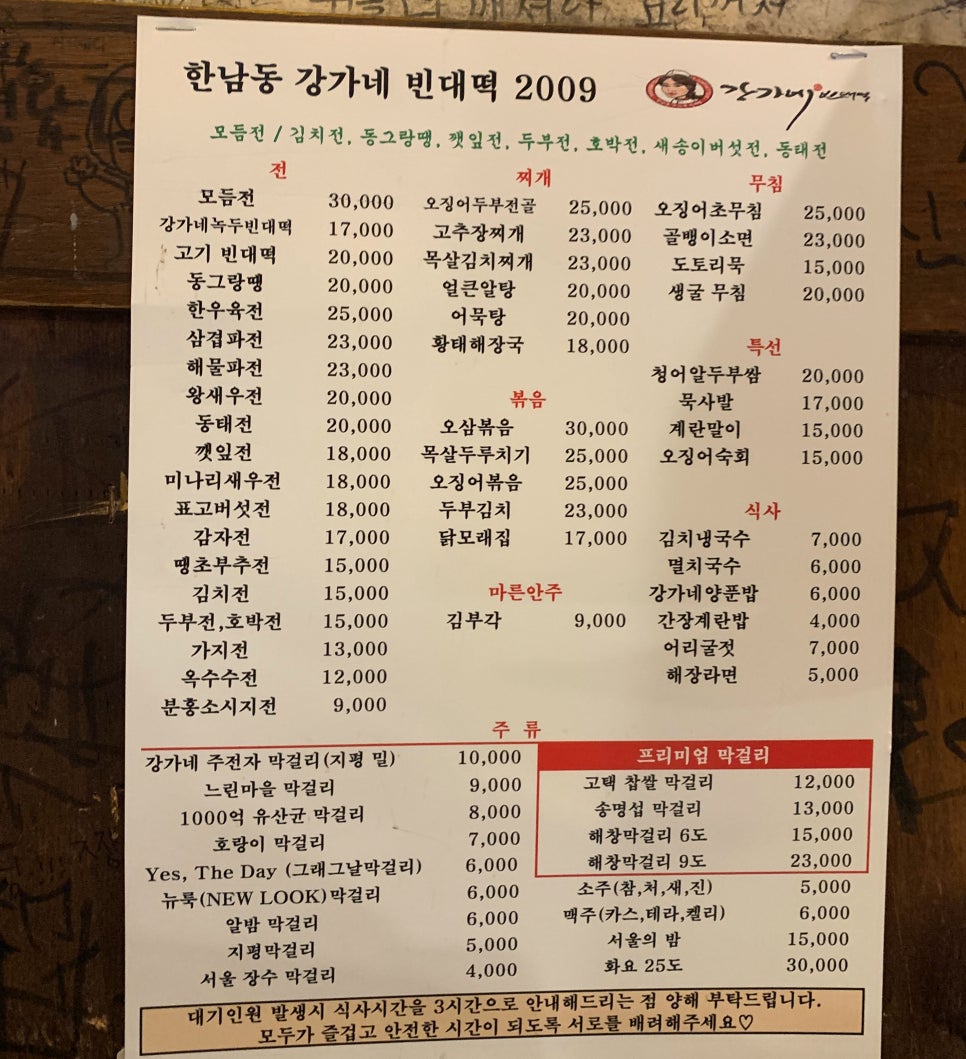 한남동 강가네 빈대떡 2009
강가네 빈대떡
모듬전 / 김치전, 동그랑땡, 깻잎전, 두부전, 호박전, 새송이버섯전, 동태전
전
모듬전 30,000
강가네녹두빈대떡 17,000
고기 빈대떡 20,000
동그랑땡 20,000
한우육전 25,000
삼겹파전 23,000
해물파전 23,000
왕새우전 20,000
동태전 20,000
깻잎전 18,000
미나리새우전 18,000
표고버섯전 18,000
감자전 17,000
땡초부추전 15,000
김치전 15,000
두부전,호박전 15,000
가지전 13,000
옥수수전 12,000
분홍소시지전 9,000
찌개
오징어두부전골 25,000
고추장찌개 23,000
목살김치찌개 23,000
얼큰알탕 20,000
어묵탕 20,000
황태해장국 18,000
볶음
오삼볶음 30,000
목살두루치기 25,000
오징어볶음 25,000
두부김치 23,000
닭모래집 17,000
마른안주
김부각 9,000
무침
오징어초무침 25,000
골뱅이소면 23,000
도토리묵 15,000
생굴 무침 20,000
특선
청어알두부쌈 20,000
묵사발 17,000
계란말이 15,000
오징어숙회 15,000
식사
김치냉국수 7,000
멸치국수 6,000
강가네양푼밥 6,000
간장계란밥 4,000
어리굴젓 7,000
해장라면 5,000
주 류
강가네 주전자 막걸리(지평 밀) 10,000
느린마을 막걸리 9,000
1000억 유산균 막걸리 8,000
호랑이 막걸리 7,000
Yes, The Day (그래그날막걸리) 6,000
뉴룩(NEW LOOK)막걸리 6,000
알밤 막걸리 6,000
지평막걸리 5,000
서울 장수 막걸리 4,000
프리미엄 막걸리
고택 찹쌀 막걸리 12,000
송명섭 막걸리 13,000
해창막걸리 6도 15,000
해창막걸리 9도 23,000
소주(참,처,새,진) 5,000
맥주(카스,테라,켈리) 6,000
서울의 밤 15,000
화요 25도 30,000
대기인원 발생시 식사시간을 3시간으로 안내해드리는 점 양해 부탁드립니다.
모두가 즐겁고 안전한 시간이 되도록 서로를 배려해주세요♡